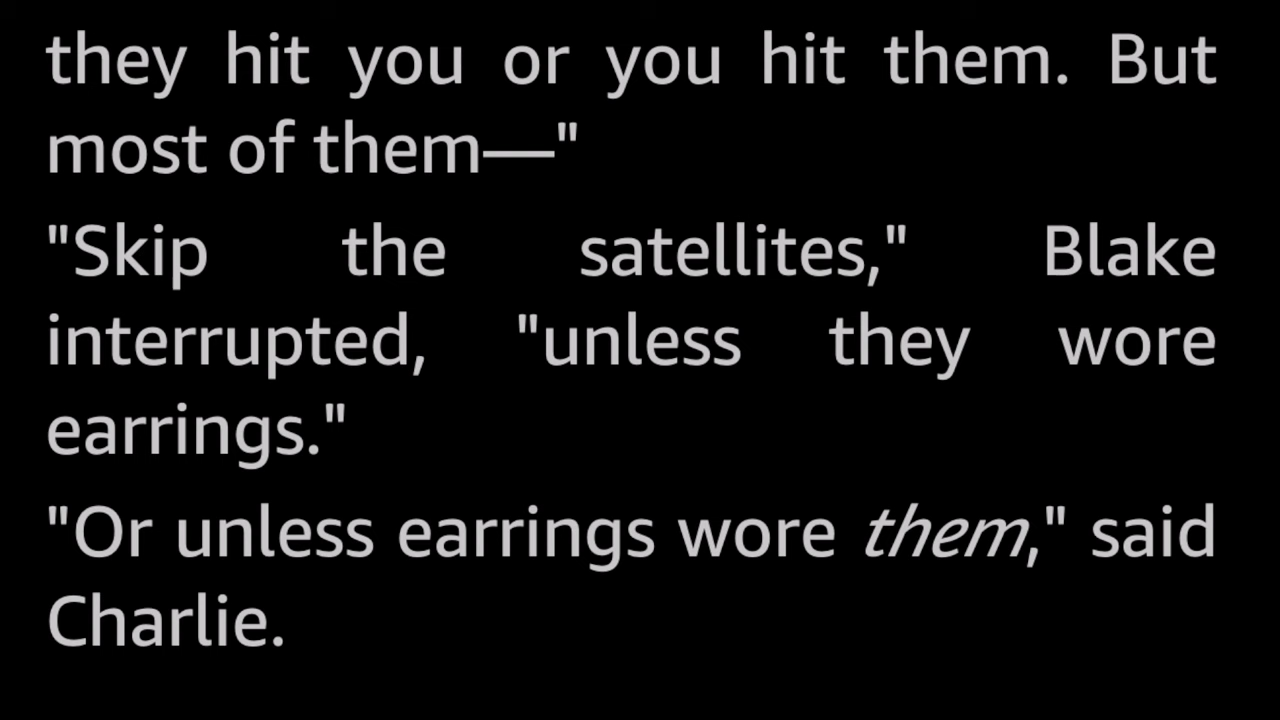 they hit you or you hit them. But
most of them—"
"Skip the satellites," Blake
interrupted, "unless they wore
earrings."
"Or unless earrings wore them," said
Charlie.